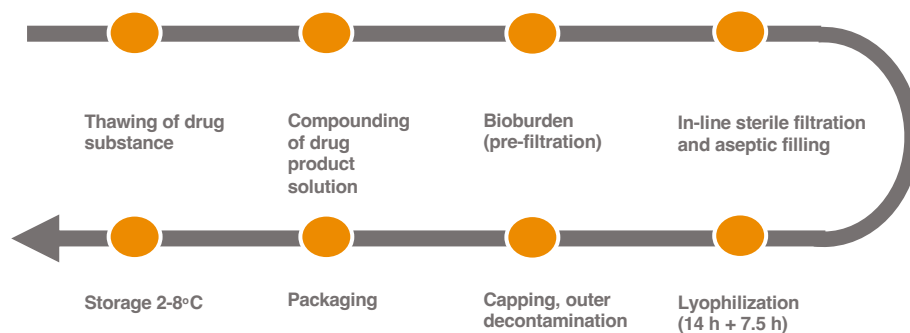 Thawing of drug
substance
Compounding
of drug
product
solution
Bioburden
(pre-filtration)
In-line sterile filtration
and aseptic filling
Storage 2-8°C
Packaging
Capping, outer
decontamination
Lyophilization
(14 h + 7.5 h)